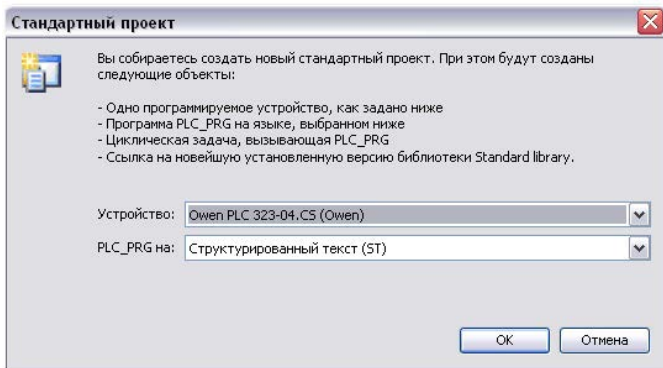 Стандартный проект
Вы собираетесь создать новый стандартный проект. При этом будут созданы
следующие объекты:
- Одно программируемое устройство, как задано ниже
- Программа PLC_PRG на языке, выбранном ниже
- Циклическая задача, вызывающая PLC_PRG
- Ссылка на новейшую установленную версию библиотеки Standard library.
Устройство: Owen PLC 323-04.CS (Owen)
PLC_PRG на: Структурированный текст (ST)
OK Отмена